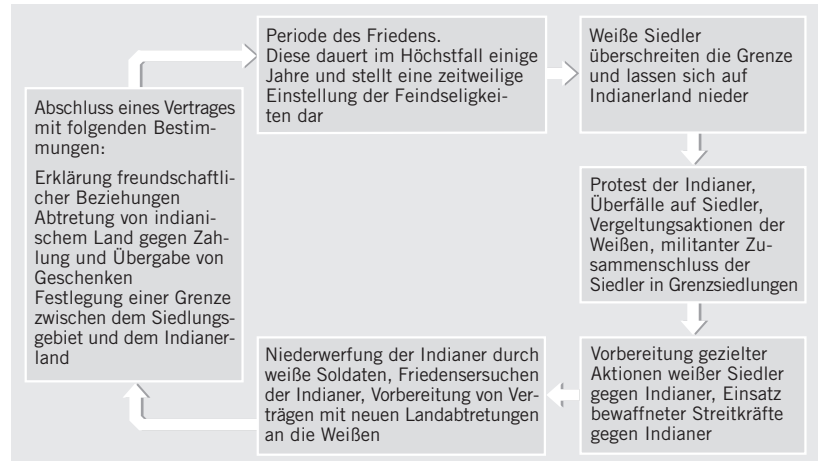 Abschluss eines Vertrages
mit folgenden Bestim-
mungen:
Erklärung freundschaftli-
cher Beziehungen
Abtretung von indiani-
schem Land gegen Zah-
lung und Übergabe von
Geschenken
Festlegung einer Grenze
zwischen dem Siedlungs-
gebiet und dem Indianer-
land
Periode des Friedens.
Diese dauert im Höchstfall einige
Jahre und stellt eine zeitweilige
Einstellung der Feindseligkei-
ten dar
Weiße Siedler
überschreiten die Grenze
und lassen sich auf
Indianerland nieder
Protest der Indianer,
Überfälle auf Siedler,
Vergeltungsaktionen der
Weißen, militanter Zu-
sammenschluss der
Siedler in Grenzsiedlungen
Vorbereitung gezielter
Aktionen weißer Siedler
gegen Indianer, Einsatz
bewaffneter Streitkräfte
gegen Indianer
Niederwerfung der Indianer durch
weiße Soldaten, Friedensersuchen
der Indianer, Vorbereitung von Ver-
trägen mit neuen Landabtretungen
an die Weißen